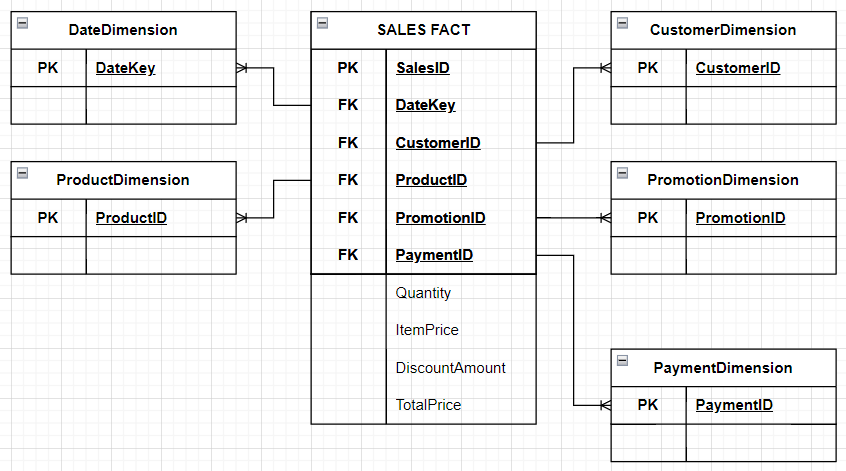 DateDimension
PK DateKey
ProductDimension
PK ProductID
SALES FACT
PK SalesID
FK DateKey
FK CustomerID
FK ProductID
FK PromotionID
FK PaymentID
Quantity
ItemPrice
DiscountAmount
TotalPrice
CustomerDimension
PK CustomerID
PromotionDimension
PK PromotionID
PaymentDimension
PK PaymentID